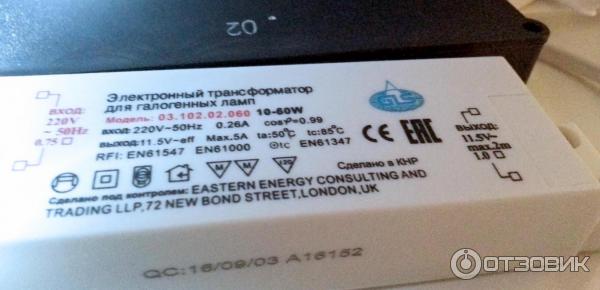 02
Электронный трансформатор
для галогенных ламп
Модель: 03.102.02.060 10-60W
вход: 220V~50Hz 0.26A cosφ=0.99
выход:11.5V~eff Max.5A ta:50°c tc:85°c
RFI: EN61547 EN61000 tc EN61347
Сделано в КНР
Сделано под контролем: EASTERN ENERGY CONSULTING AND
TRADING LLP,72 NEW BOND STREET,LONDON,UK
QC:16/09/03 A16152
ВХОД:
220V
~ 50Hz
0.75
CE EAC
ВЫХОД:
11.5V~
max.2m
1.0
ОТЗОВИК